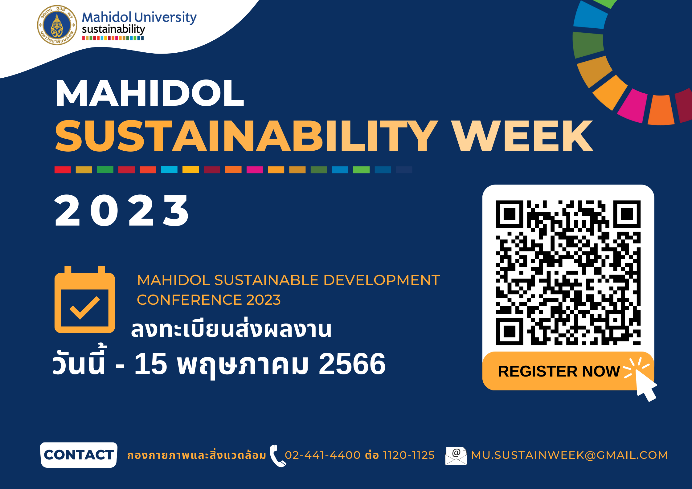 Mahidol University
sustainability
MAHIDOL
SUSTAINABILITY WEEK
2023
MAHIDOL SUSTAINABLE DEVELOPMENT
CONFERENCE 2023
ลงทะเบียนส่งผลงาน
วันนี้ - 15 พฤษภาคม 2566
REGISTER NOW
CONTACT กองกายภาพและสิ่งแวดล้อม 02-441-4400 ต่อ 1120-1125 @ MU.SUSTAINWEEK@GMAIL.COM